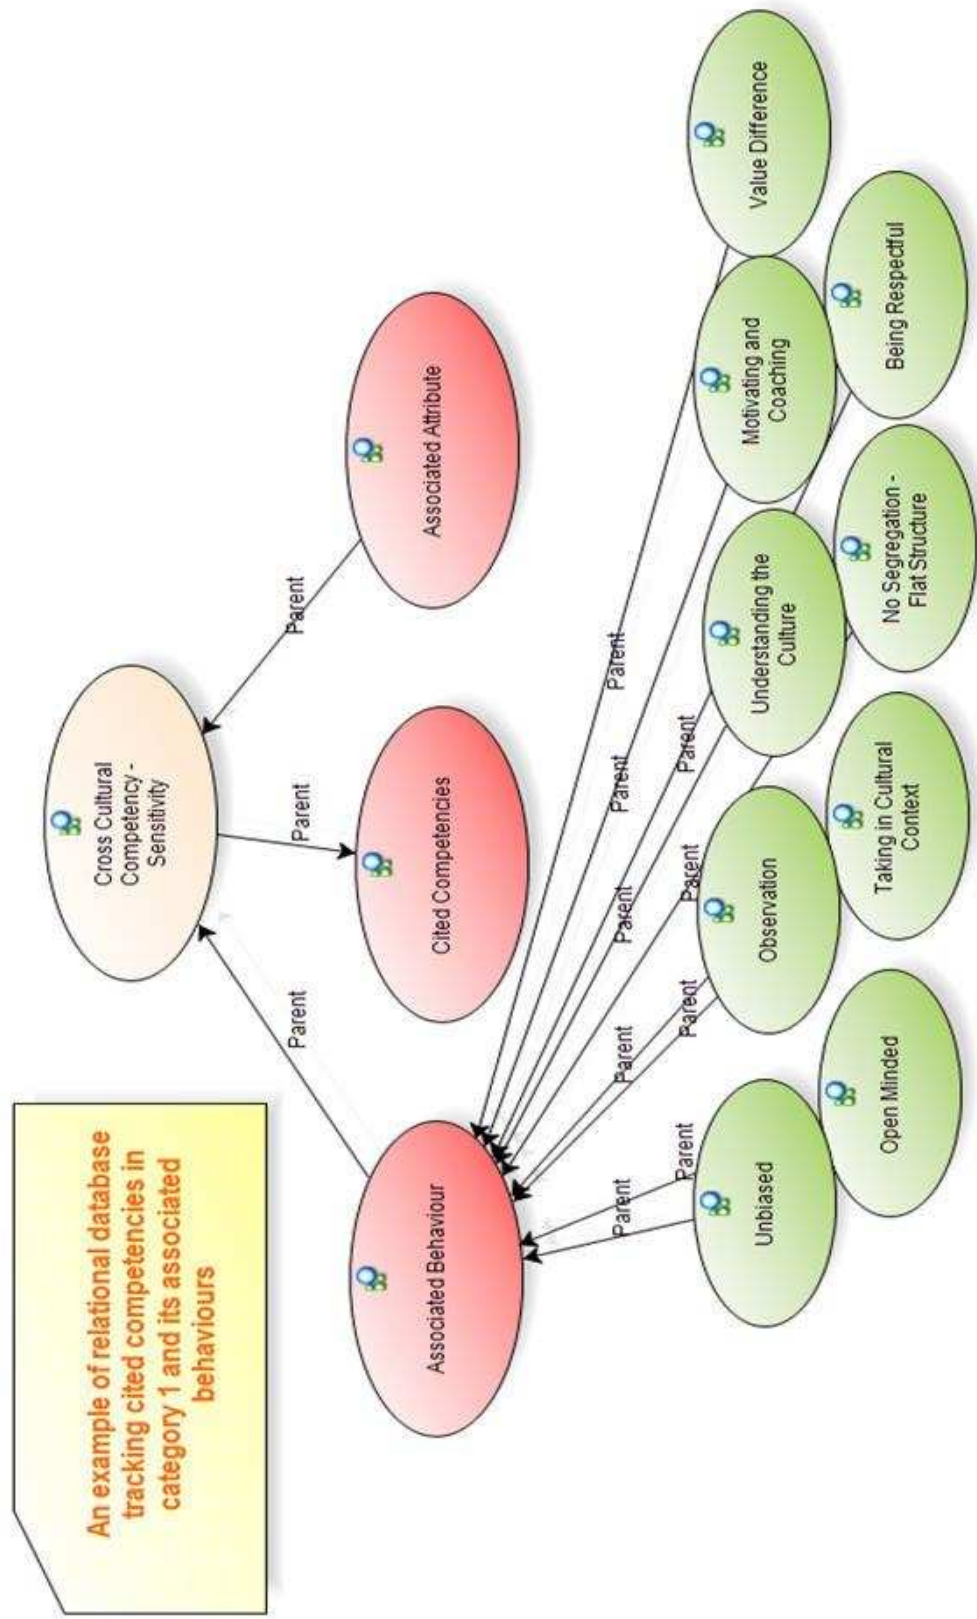 An example of relational database
tracking cited competencies in
category 1 and its associated
behaviours
Cross Cultural
Competency -
Sensitivity
Parent
Parent
Parent
Associated Behaviour
Cited Competencies
Associated Attribute
Parent
Parent
Parent
Parent
Parent
Parent
Parent
Parent
Parent
Unbiased
Observation
Understanding the
Culture
Motivating and
Coaching
Value Difference
Open Minded
Taking in Cultural
Context
No Segregation -
Flat Structure
Being Respectful